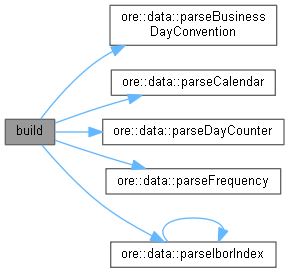 ore::data::parseBusiness
DayConvention
ore::data::parseCalendar
build
ore::data::parseDayCounter
ore::data::parseFrequency
ore::data::parseIborIndex